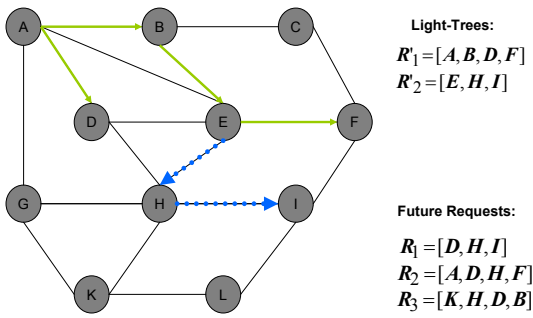 A
B
C
D
E
F
G
H
I
K
L
Light-Trees:
R'1=[A,B,D,F]
R'2=[E,H,I]
Future Requests:
R1=[D,H,I]
R2=[A,D,H,F]
R3=[K,H,D,B]